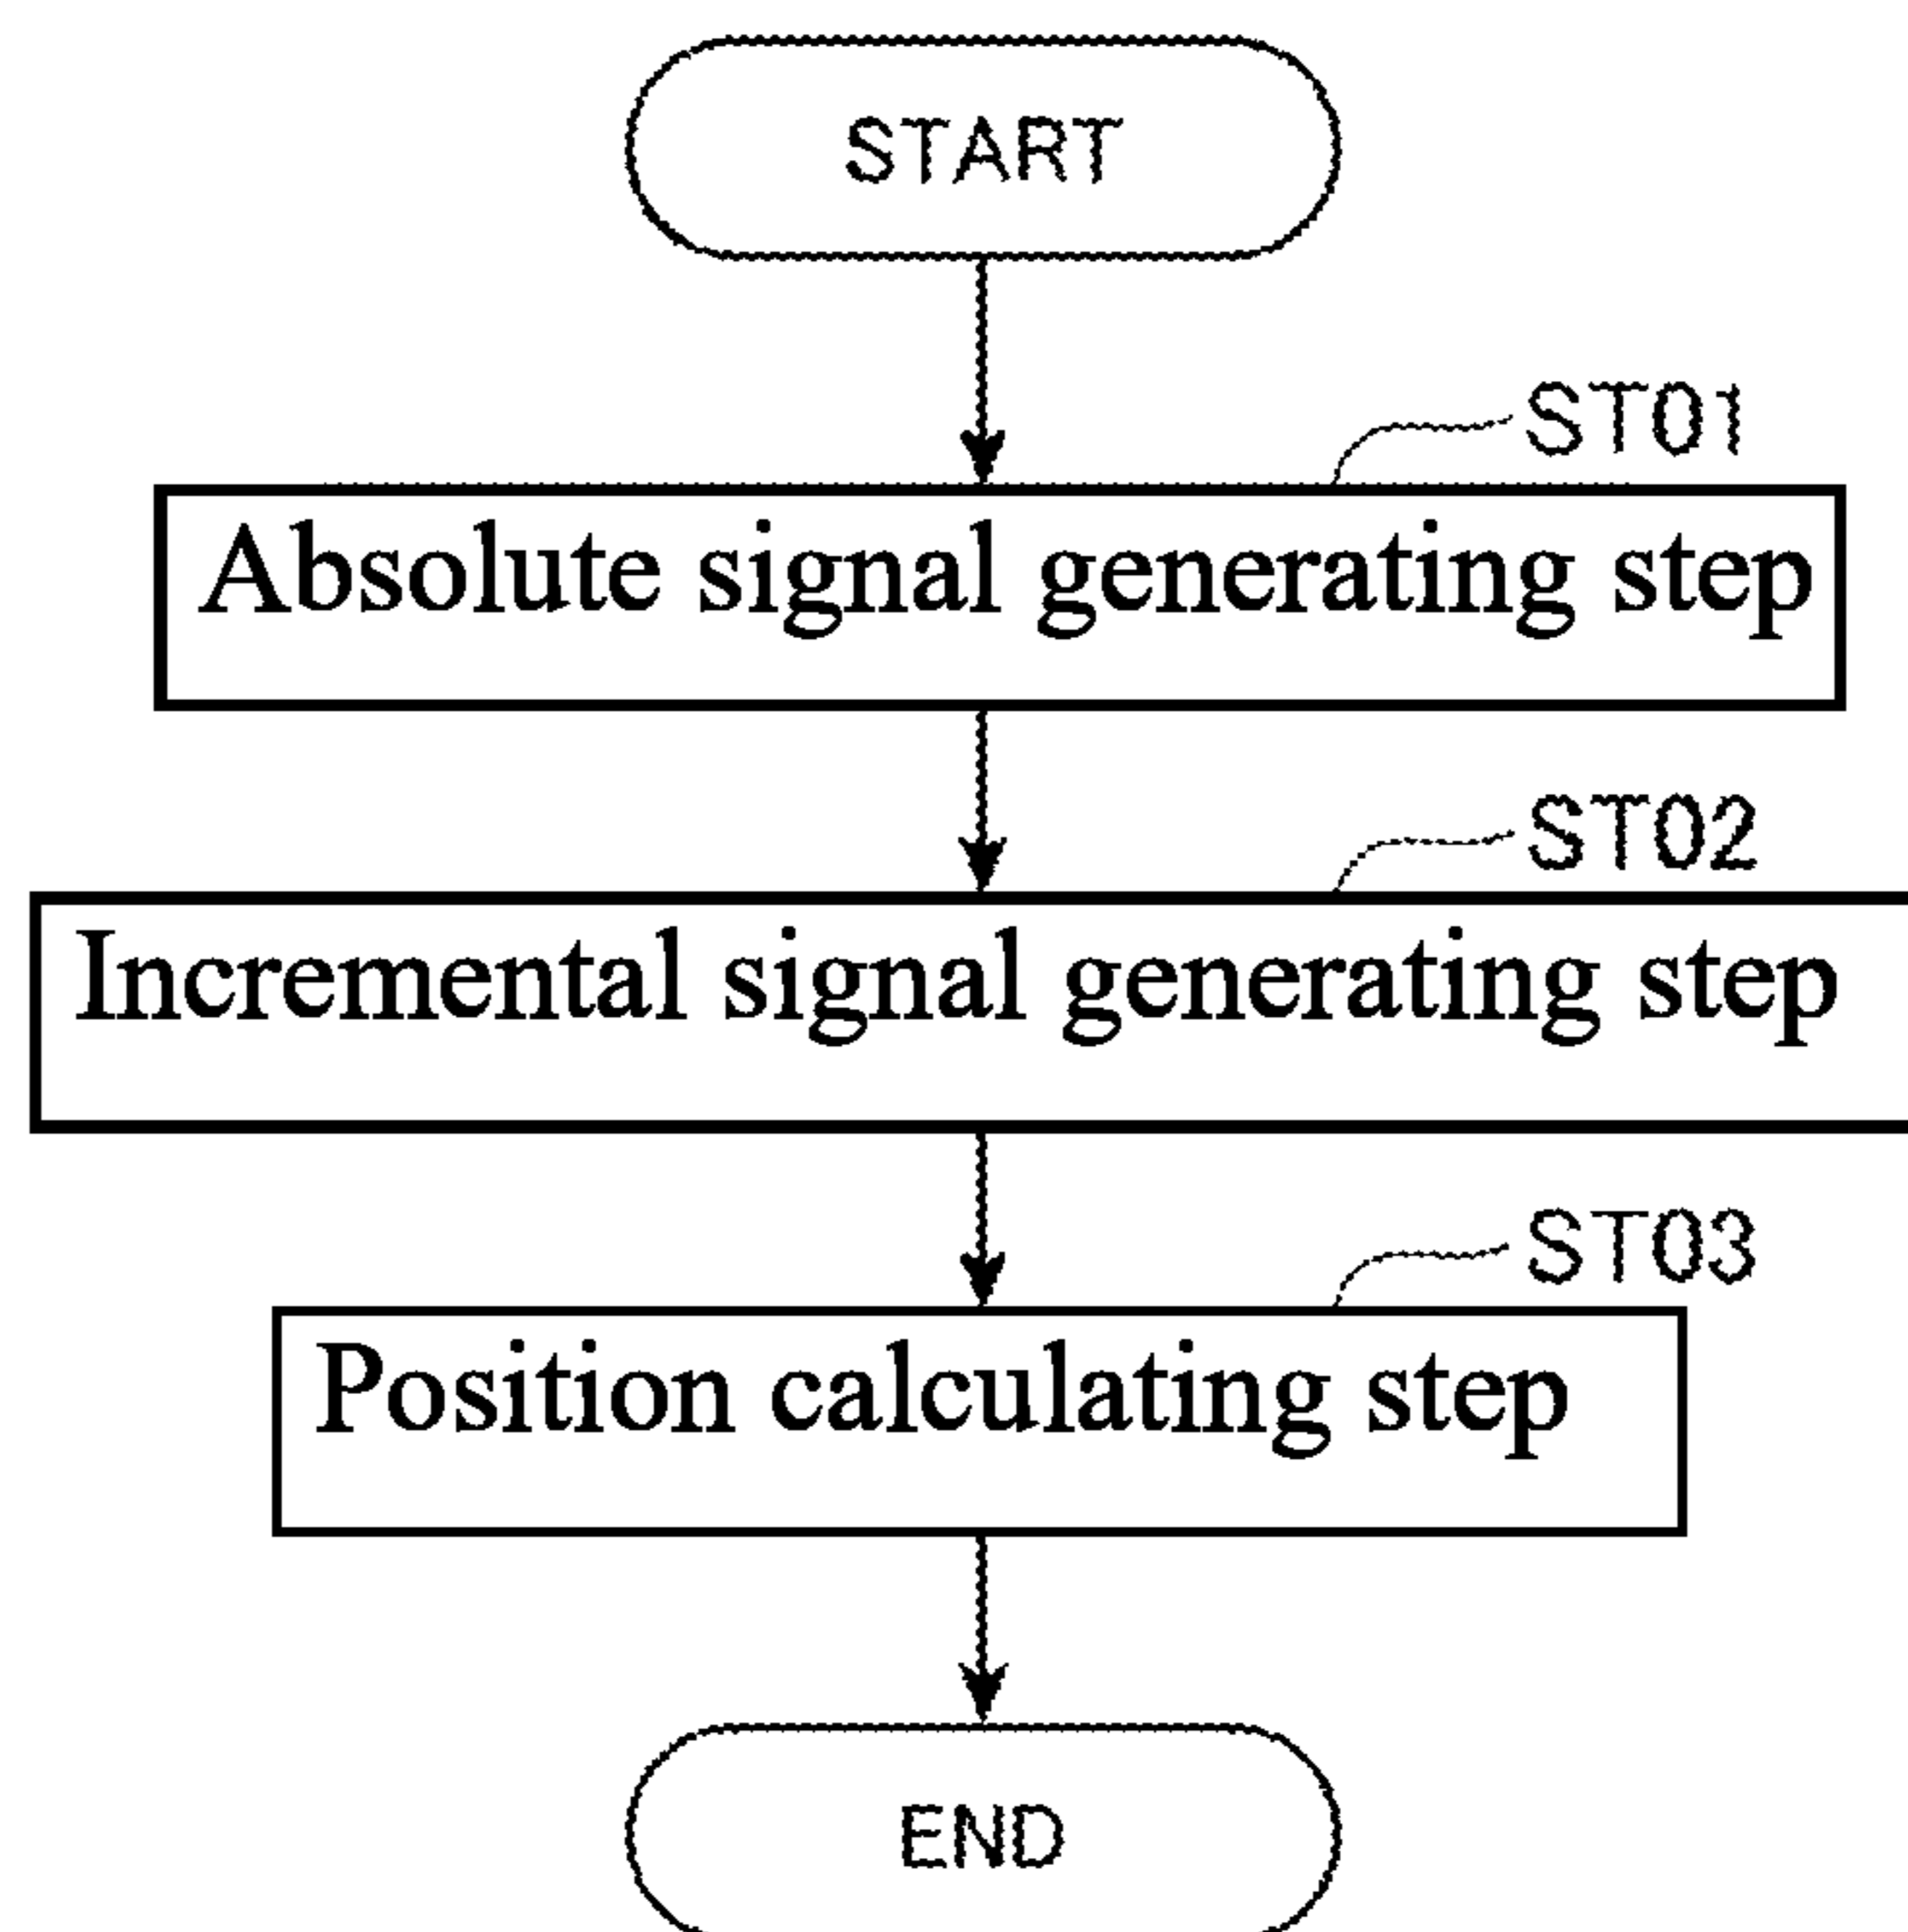 START
ST01
Absolute signal generating step
ST02
Incremental signal generating step
ST03
Position calculating step
END